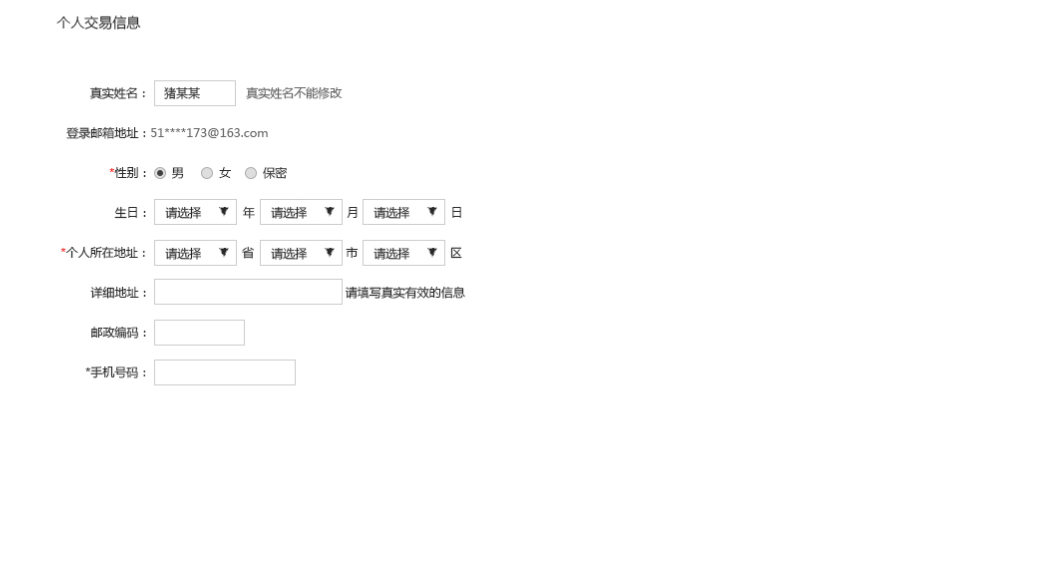 个人交易信息
真实姓名： 猪某某 真实姓名不能修改
登录邮箱地址：51****173@163.com
*性别： 男 女 保密
生日： 请选择 年 请选择 月 请选择 日
*个人所在地址： 请选择 省 请选择 市 请选择 区
详细地址： 请填写真实有效的信息
邮政编码：
*手机号码：